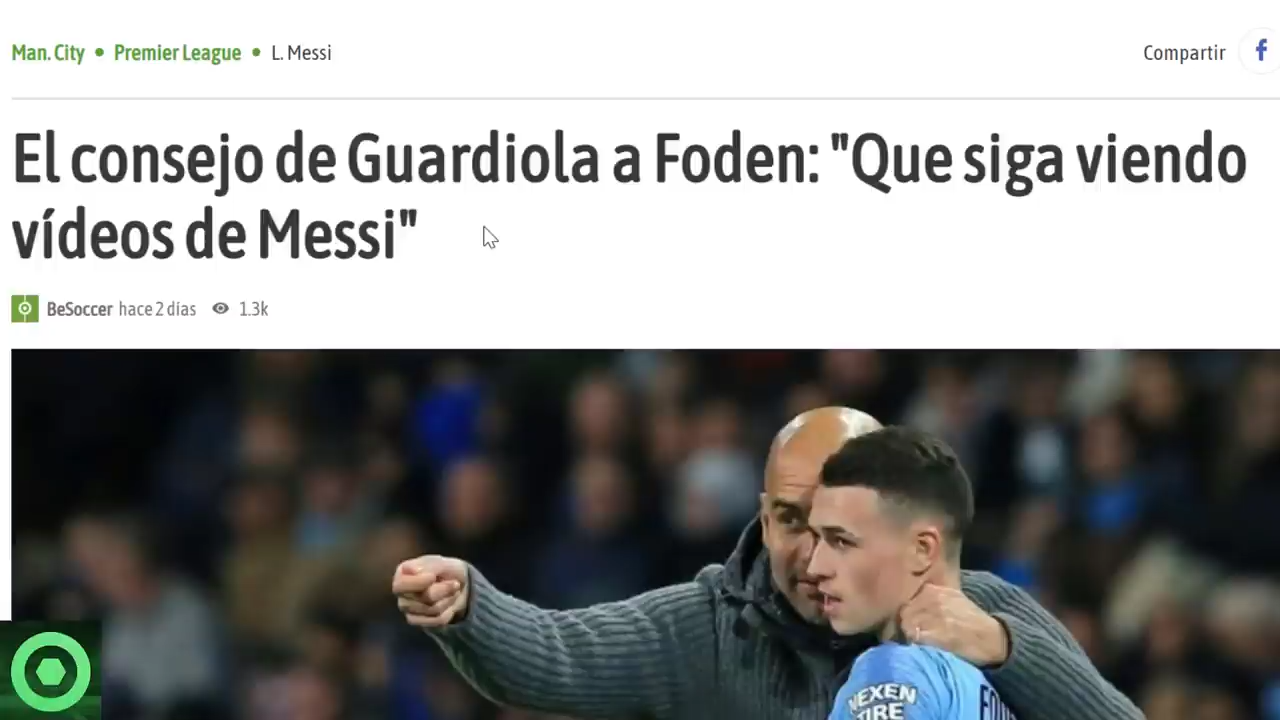 Man. City • Premier League • L. Messi
Compartir
El consejo de Guardiola a Foden: "Que siga viendo
vídeos de Messi"
BeSoccer hace 2 días 1.3k
NEXEN
TIRE